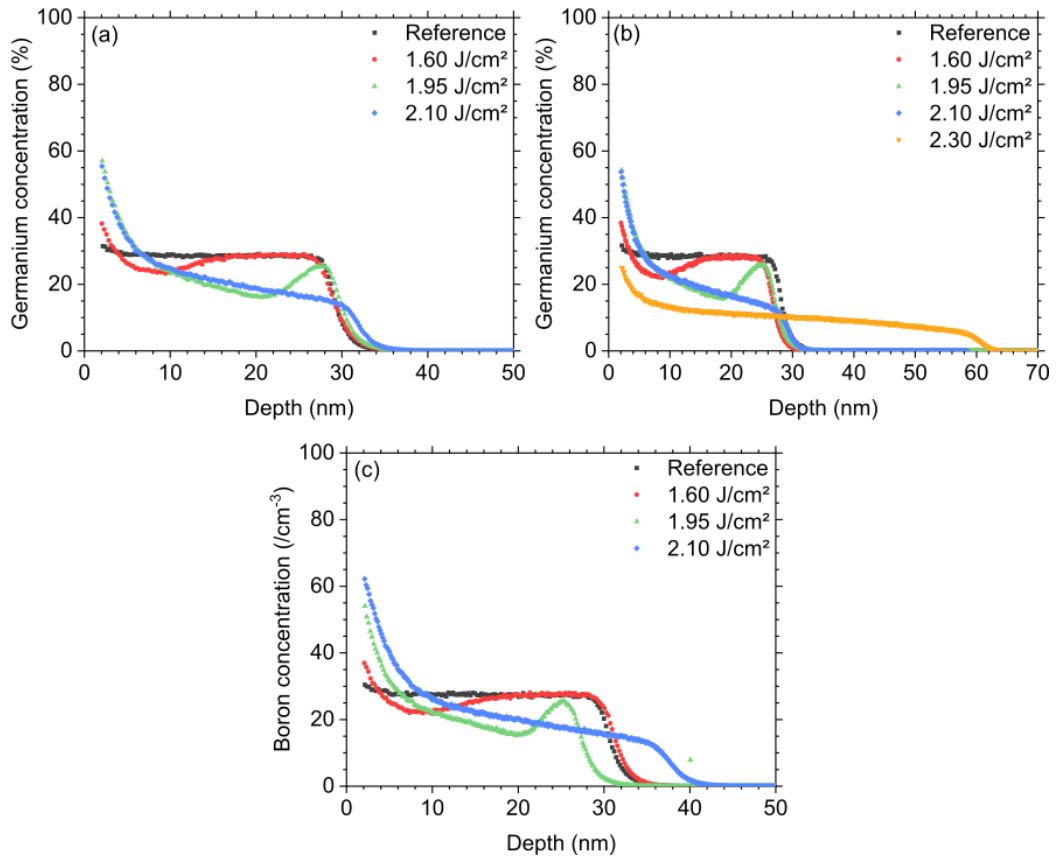 (a)
Reference
1.60 J/cm²
1.95 J/cm²
2.10 J/cm²
Germanium concentration (%)
100
80
60
40
20
0
0 10 20 30 40 50
Depth (nm)
(b)
Reference
1.60 J/cm²
1.95 J/cm²
2.10 J/cm²
2.30 J/cm²
Germanium concentration (%)
100
80
60
40
20
0
0 10 20 30 40 50 60 70
Depth (nm)
(c)
Reference
1.60 J/cm²
1.95 J/cm²
2.10 J/cm²
Boron concentration (/cm⁻³)
100
80
60
40
20
0
0 10 20 30 40 50
Depth (nm)